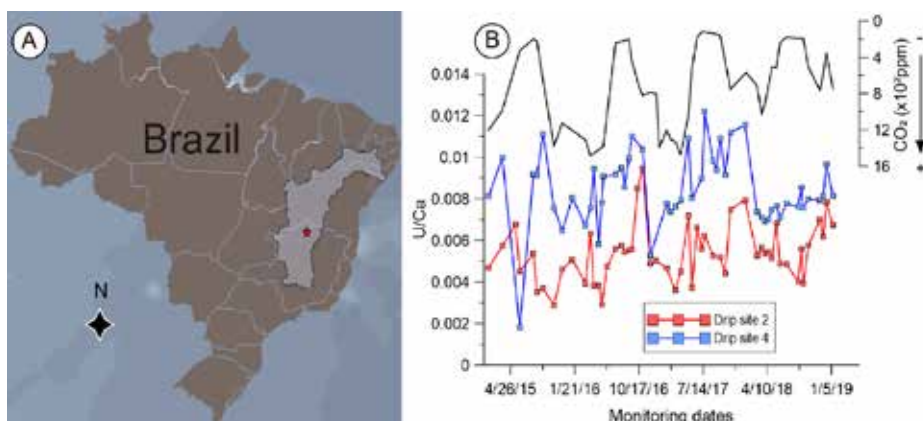 A
Brazil
N
B
0.014
0.012
0.01
0.008
0.006
0.004
0.002
0
U/Ca
0
4
8
12
16
CO₂ (x10³ppm)
-
+
Drip site 2
Drip site 4
4/26/15
1/21/16
10/17/16
7/14/17
4/10/18
1/5/19
Monitoring dates